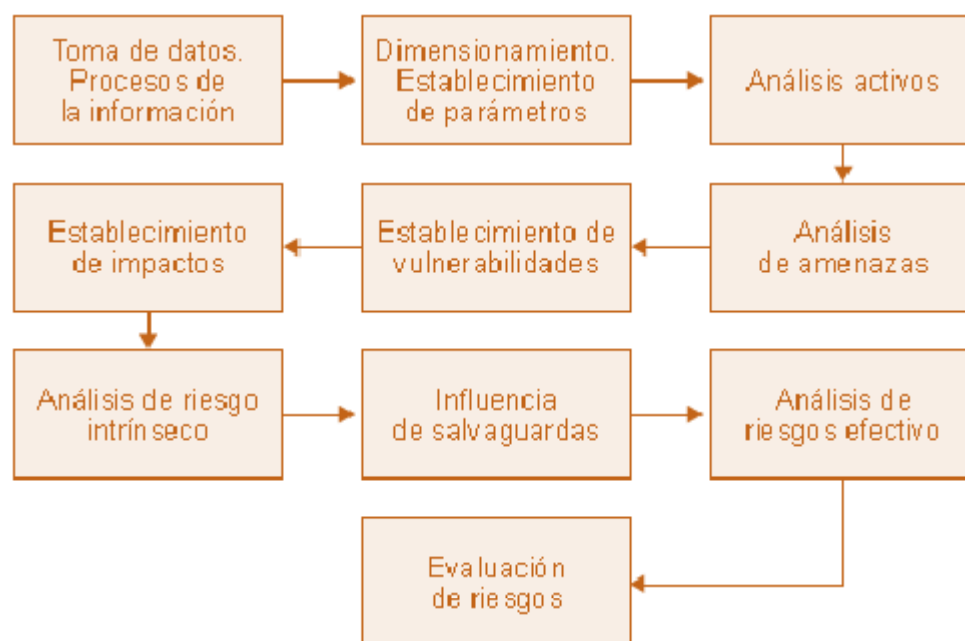 Toma de datos.
Procesos de
la información
Dimensionamiento.
Establecimiento
de parámetros
Análisis activos
Establecimiento
de impactos
Establecimiento de
vulnerabilidades
Análisis
de amenazas
Análisis de riesgo
intrínseco
Influencia
de salvaguardas
Análisis de
riesgos efectivo
Evaluación
de riesgos